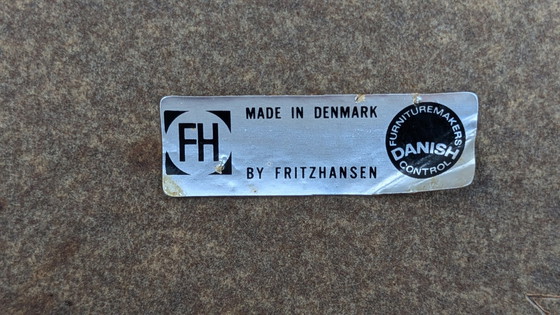 FH
MADE IN DENMARK
BY FRITZHANSEN
FURNITUREMAKERS
DANISH
CONTROL